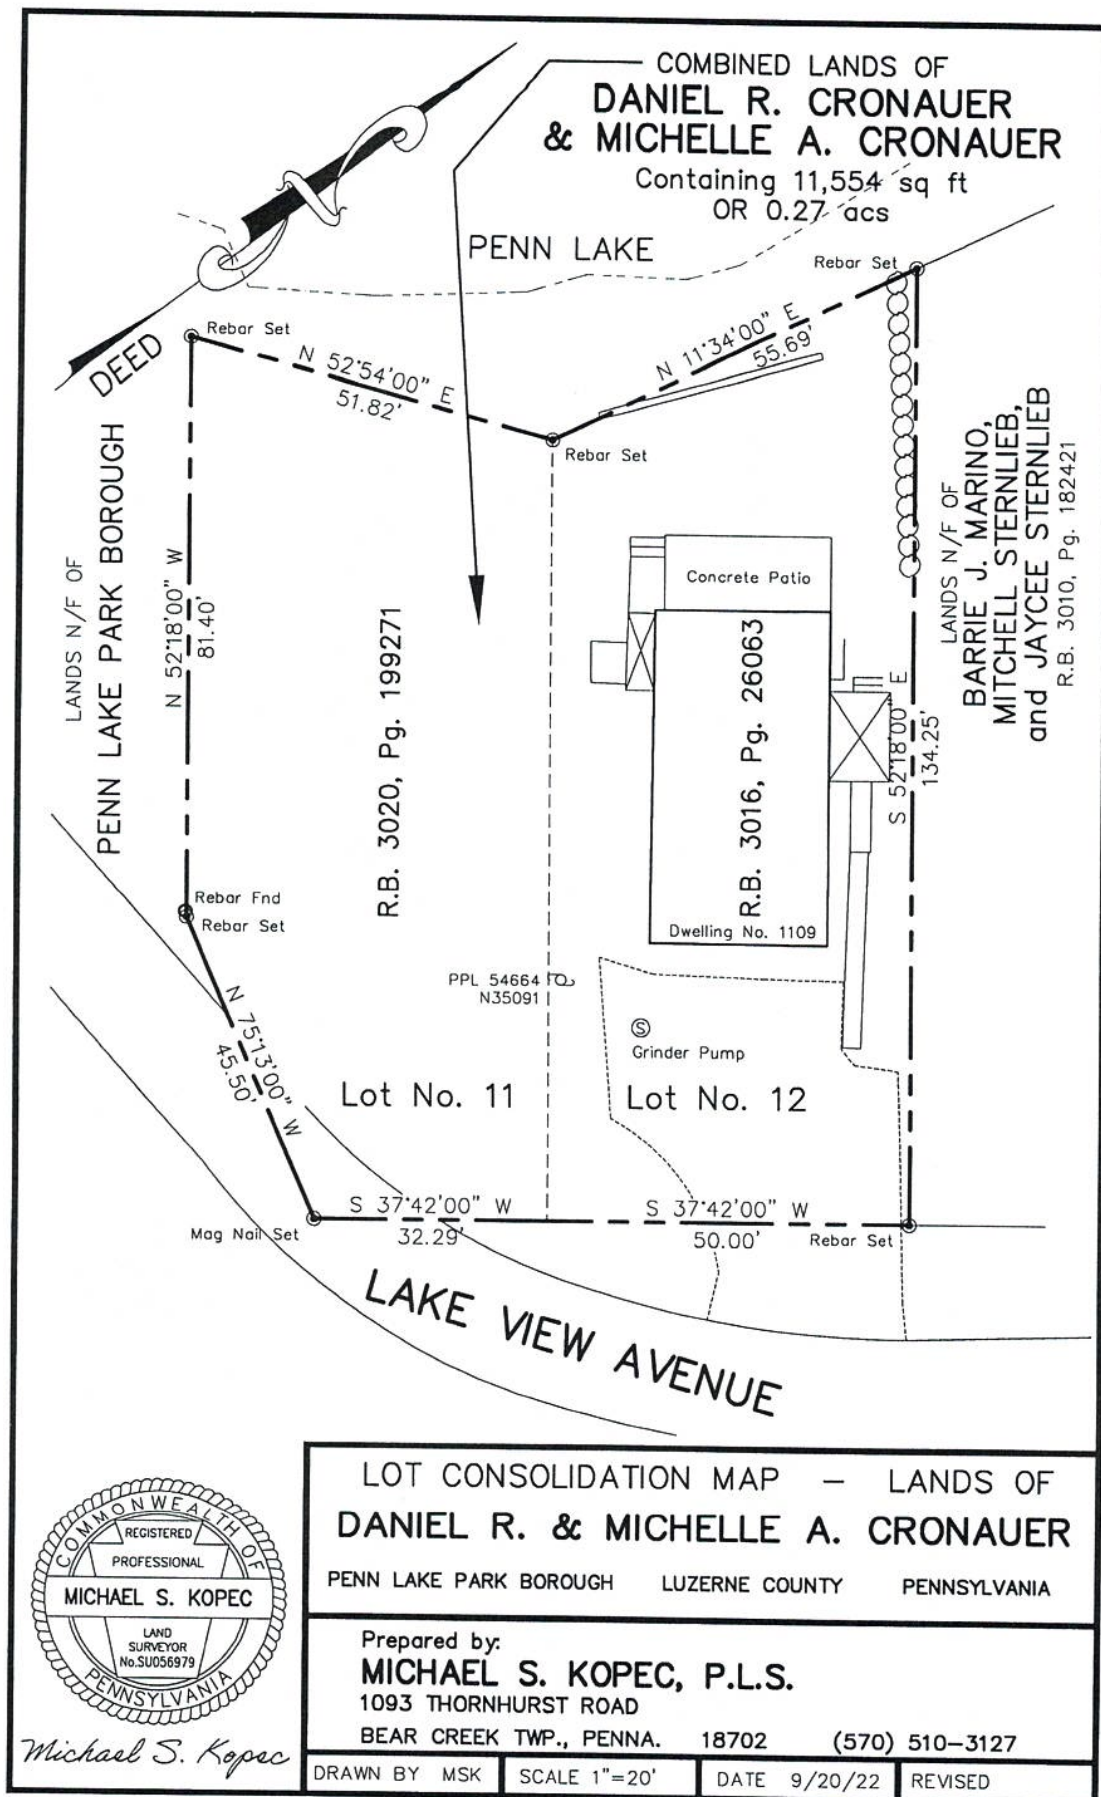 COMBINED LANDS OF
DANIEL R. CRONAUER
& MICHELLE A. CRONAUER
Containing 11,554 sq ft
OR 0.27 acs
PENN LAKE
DEED
Rebar Set
N 52°54'00" E
51.82'
Rebar Set
N 11°34'00" E
55.69'
Rebar Set
LANDS N/F OF
PENN LAKE PARK BOROUGH
N 52°18'00" W
81.40'
R.B. 3020, Pg. 199271
Concrete Patio
R.B. 3016, Pg. 26063
Dwelling No. 1109
S 52°18'00" E
134.25'
LANDS N/F OF
BARRIE J. MARINO,
MITCHELL STERNLIEB,
and JAYCEE STERNLIEB
R.B. 3010, Pg. 182421
Rebar Fnd
Rebar Set
N 75°13'00" W
45.50'
PPL 54664
N35091
S
Grinder Pump
Lot No. 11
Lot No. 12
S 37°42'00" W
32.29'
S 37°42'00" W
50.00'
Mag Nail Set
Rebar Set
LAKE VIEW AVENUE
COMMONWEALTH OF
PENNSYLVANIA
REGISTERED
PROFESSIONAL
MICHAEL S. KOPEC
LAND
SURVEYOR
No.SU056979
Michael S. Kopec
LOT CONSOLIDATION MAP – LANDS OF
DANIEL R. & MICHELLE A. CRONAUER
PENN LAKE PARK BOROUGH LUZERNE COUNTY PENNSYLVANIA
Prepared by:
MICHAEL S. KOPEC, P.L.S.
1093 THORNHURST ROAD
BEAR CREEK TWP., PENNA. 18702 (570) 510–3127
DRAWN BY MSK SCALE 1"=20' DATE 9/20/22 REVISED